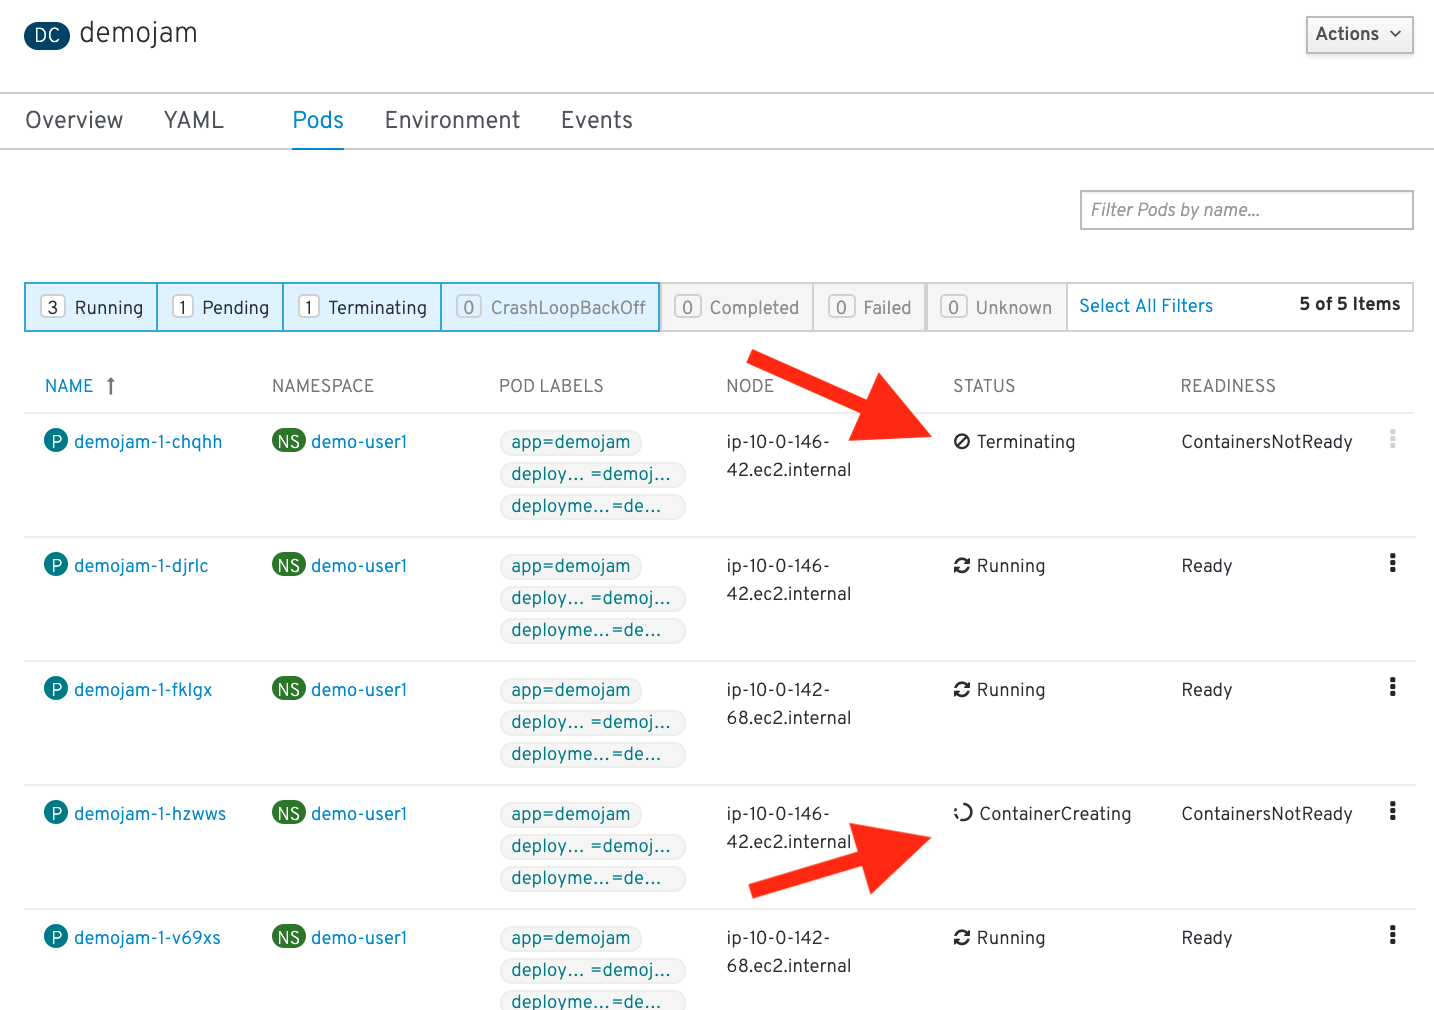 DC demojam
Actions
Overview YAML Pods Environment Events
Filter Pods by name...
3 Running 1 Pending 1 Terminating 0 CrashLoopBackOff 0 Completed 0 Failed 0 Unknown Select All Filters 5 of 5 Items
NAME ↑ NAMESPACE POD LABELS NODE STATUS READINESS
P demojam-1-chqhh NS demo-user1 app=demojam ip-10-0-146- Terminating ContainersNotReady
deploy... =demoj... 42.ec2.internal
deployme...=de...
P demojam-1-djrlc NS demo-user1 app=demojam ip-10-0-146- Running Ready
deploy... =demoj... 42.ec2.internal
deployme...=de...
P demojam-1-fklgx NS demo-user1 app=demojam ip-10-0-142- Running Ready
deploy... =demoj... 68.ec2.internal
deployme...=de...
P demojam-1-hzwws NS demo-user1 app=demojam ip-10-0-146- ContainerCreating ContainersNotReady
deploy... =demoj... 42.ec2.internal
deployme...=de...
P demojam-1-v69xs NS demo-user1 app=demojam ip-10-0-142- Running Ready
deploy... =demoj... 68.ec2.internal
deployme...=de...